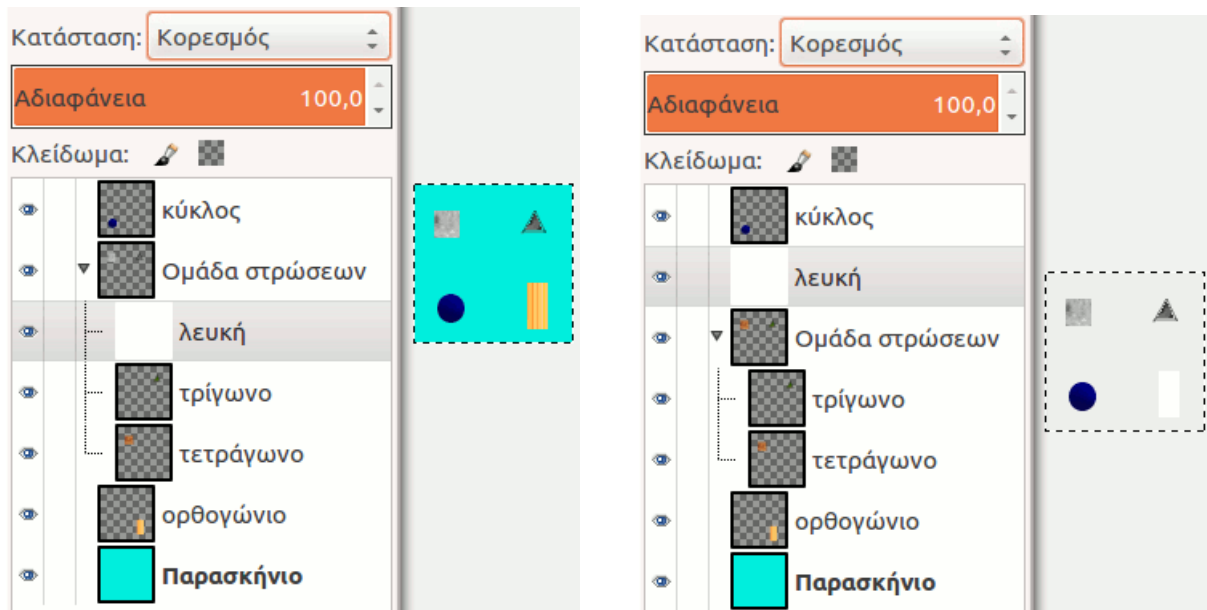 Κατάσταση: Κορεσμός
Αδιαφάνεια 100,0
Κλείδωμα:
κύκλος
Ομάδα στρώσεων
λευκή
τρίγωνο
τετράγωνο
ορθογώνιο
Παρασκήνιο
Κατάσταση: Κορεσμός
Αδιαφάνεια 100,0
Κλείδωμα:
κύκλος
λευκή
Ομάδα στρώσεων
τρίγωνο
τετράγωνο
ορθογώνιο
Παρασκήνιο